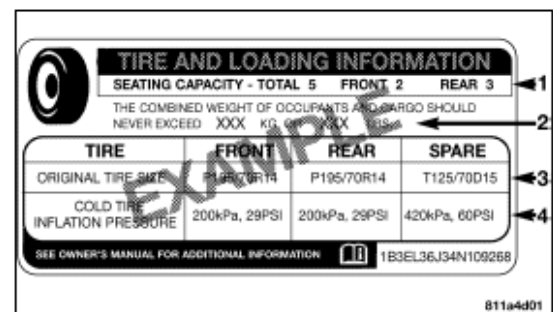 TIRE AND LOADING INFORMATION
SEATING CAPACITY - TOTAL 5 FRONT 2 REAR 3
1
THE COMBINED WEIGHT OF OCCUPANTS AND CARGO SHOULD
NEVER EXCEED XXX KG OR XXX LBS.
2
TIRE FRONT REAR SPARE
ORIGINAL TIRE SIZE P195/70R14 P195/70R14 T125/70D15
3
COLD TIRE
INFLATION PRESSURE 200kPa, 29PSI 200kPa, 29PSI 420kPa, 60PSI
4
SEE OWNER'S MANUAL FOR ADDITIONAL INFORMATION 1B3EL36J34N109268
EXAMPLE
811a4d01